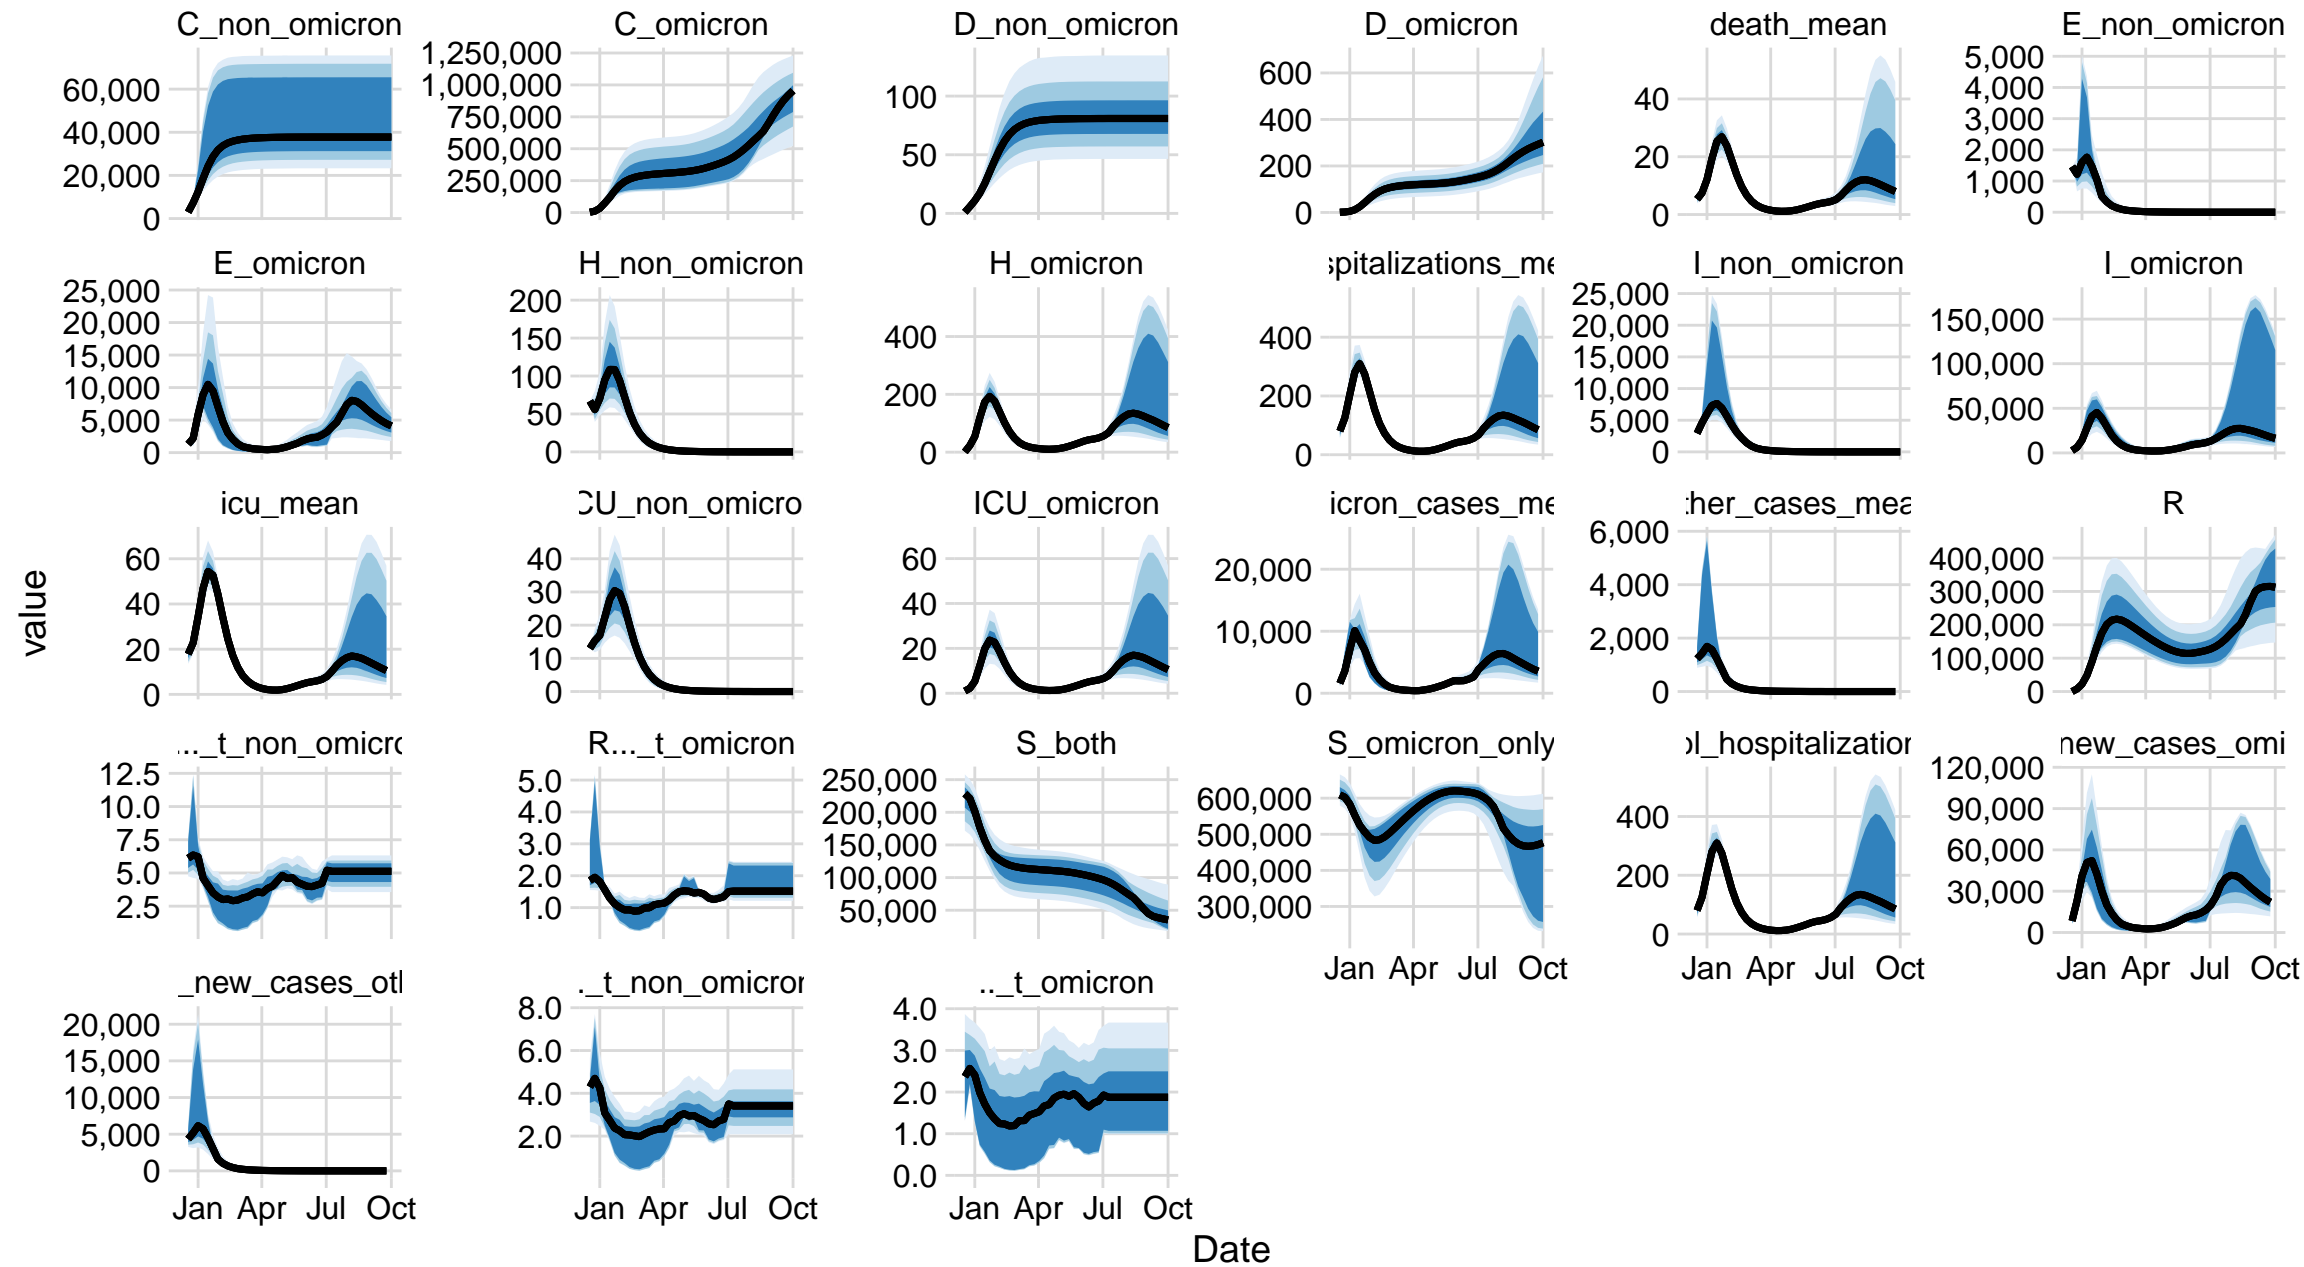 C_non_omicron C_omicron D_non_omicron D_omicron death_mean E_non_omicron
60,000 40,000 20,000 0
1,250,000 1,000,000 750,000 500,000 250,000 0
100 50 0
600 400 200 0
40 20 0
5,000 4,000 3,000 2,000 1,000 0
E_omicron H_non_omicron H_omicron spitalizations_me I_non_omicron I_omicron
25,000 20,000 15,000 10,000 5,000 0
200 150 100 50 0
400 200 0
400 200 0
25,000 20,000 15,000 10,000 5,000 0
150,000 100,000 50,000 0
icu_mean CU_non_omicro ICU_omicron icron_cases_me ther_cases_mea R
60 40 20 0
40 30 20 10 0
60 40 20 0
20,000 10,000 0
6,000 4,000 2,000 0
400,000 300,000 200,000 100,000 0
value
..._t_non_omicro R..._t_omicron S_both S_omicron_only ol_hospitalization new_cases_omi
12.5 10.0 7.5 5.0 2.5
5.0 4.0 3.0 2.0 1.0
250,000 200,000 150,000 100,000 50,000
600,000 500,000 400,000 300,000
400 200 0
120,000 90,000 60,000 30,000 0
Jan Apr Jul Oct
Jan Apr Jul Oct
Jan Apr Jul Oct
_new_cases_oth ._t_non_omicron .._t_omicron
20,000 15,000 10,000 5,000 0
8.0 6.0 4.0 2.0
4.0 3.0 2.0 1.0 0.0
Jan Apr Jul Oct
Jan Apr Jul Oct
Jan Apr Jul Oct
Date